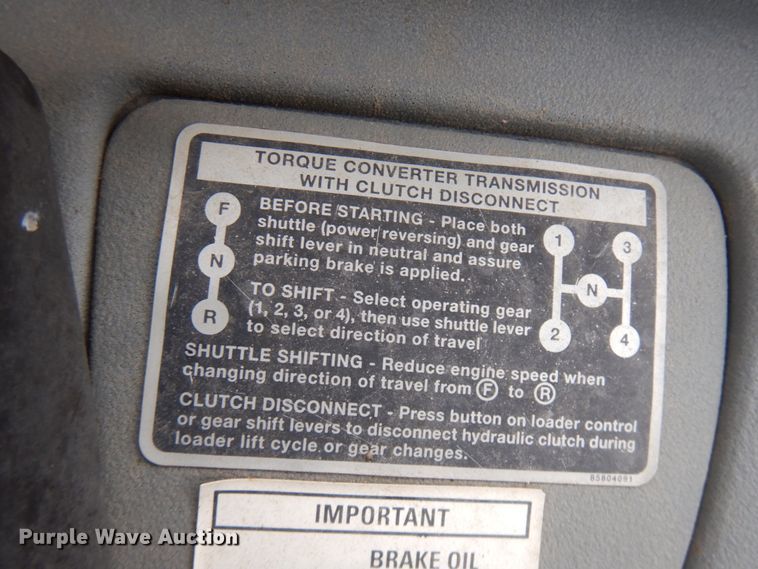 TORQUE CONVERTER TRANSMISSION
WITH CLUTCH DISCONNECT
F
N
R
BEFORE STARTING - Place both
shuttle (power reversing) and gear
shift lever in neutral and assure
parking brake is applied.
1
3
N
2
4
TO SHIFT - Select operating gear
(1, 2, 3, or 4), then use shuttle lever
to select direction of travel
SHUTTLE SHIFTING - Reduce engine speed when
changing direction of travel from F to R
CLUTCH DISCONNECT - Press button on loader control
or gear shift levers to disconnect hydraulic clutch during
loader lift cycle or gear changes.
85804091
IMPORTANT
BRAKE OIL
Purple Wave Auction®